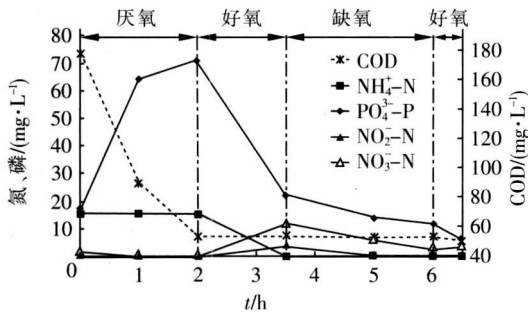 厌氧 好氧 缺氧 好氧
80 180
70 160
60 140
50 120
40 100
30 80
20 60
10 40
氮、磷/(mg·L⁻¹)
COD/(mg·L⁻¹)
COD
NH₄⁺–N
PO₄³⁻–P
NO₂⁻–N
NO₃⁻–N
0 1 2 3 4 5 6
t/h